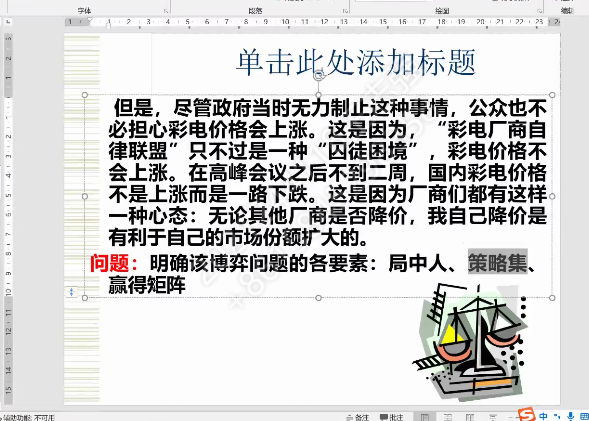 字体
段落
绘图
编辑
单击此处添加标题
但是，尽管政府当时无力制止这种事情，公众也不
必担心彩电价格会上涨。这是因为，“彩电厂商自
律联盟”只不过是一种“囚徒困境”，彩电价格不
会上涨。在高峰会议之后不到二周，国内彩电价格
不是上涨而是一路下跌。这是因为厂商们都有这样
一种心态：无论其他厂商是否降价，我自己降价是
有利于自己的市场份额扩大的。
问题：明确该博弈问题的各要素：局中人、策略集、
赢得矩阵
辅助功能: 不可用
备注
批注
中